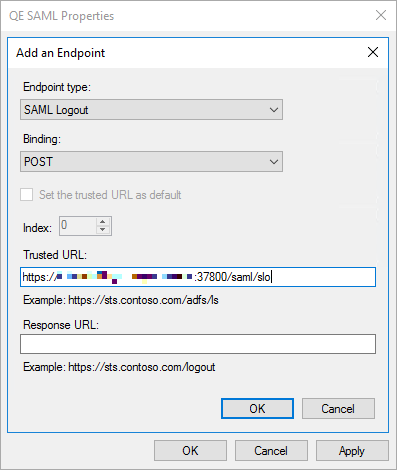 QE SAML Properties
Add an Endpoint
Endpoint type:
SAML Logout
Binding:
POST
Set the trusted URL as default
Index: 0
Trusted URL:
https:// :37800/saml/slo
Example: https://sts.contoso.com/adfs/ls
Response URL:
Example: https://sts.contoso.com/logout
OK Cancel
OK Cancel Apply